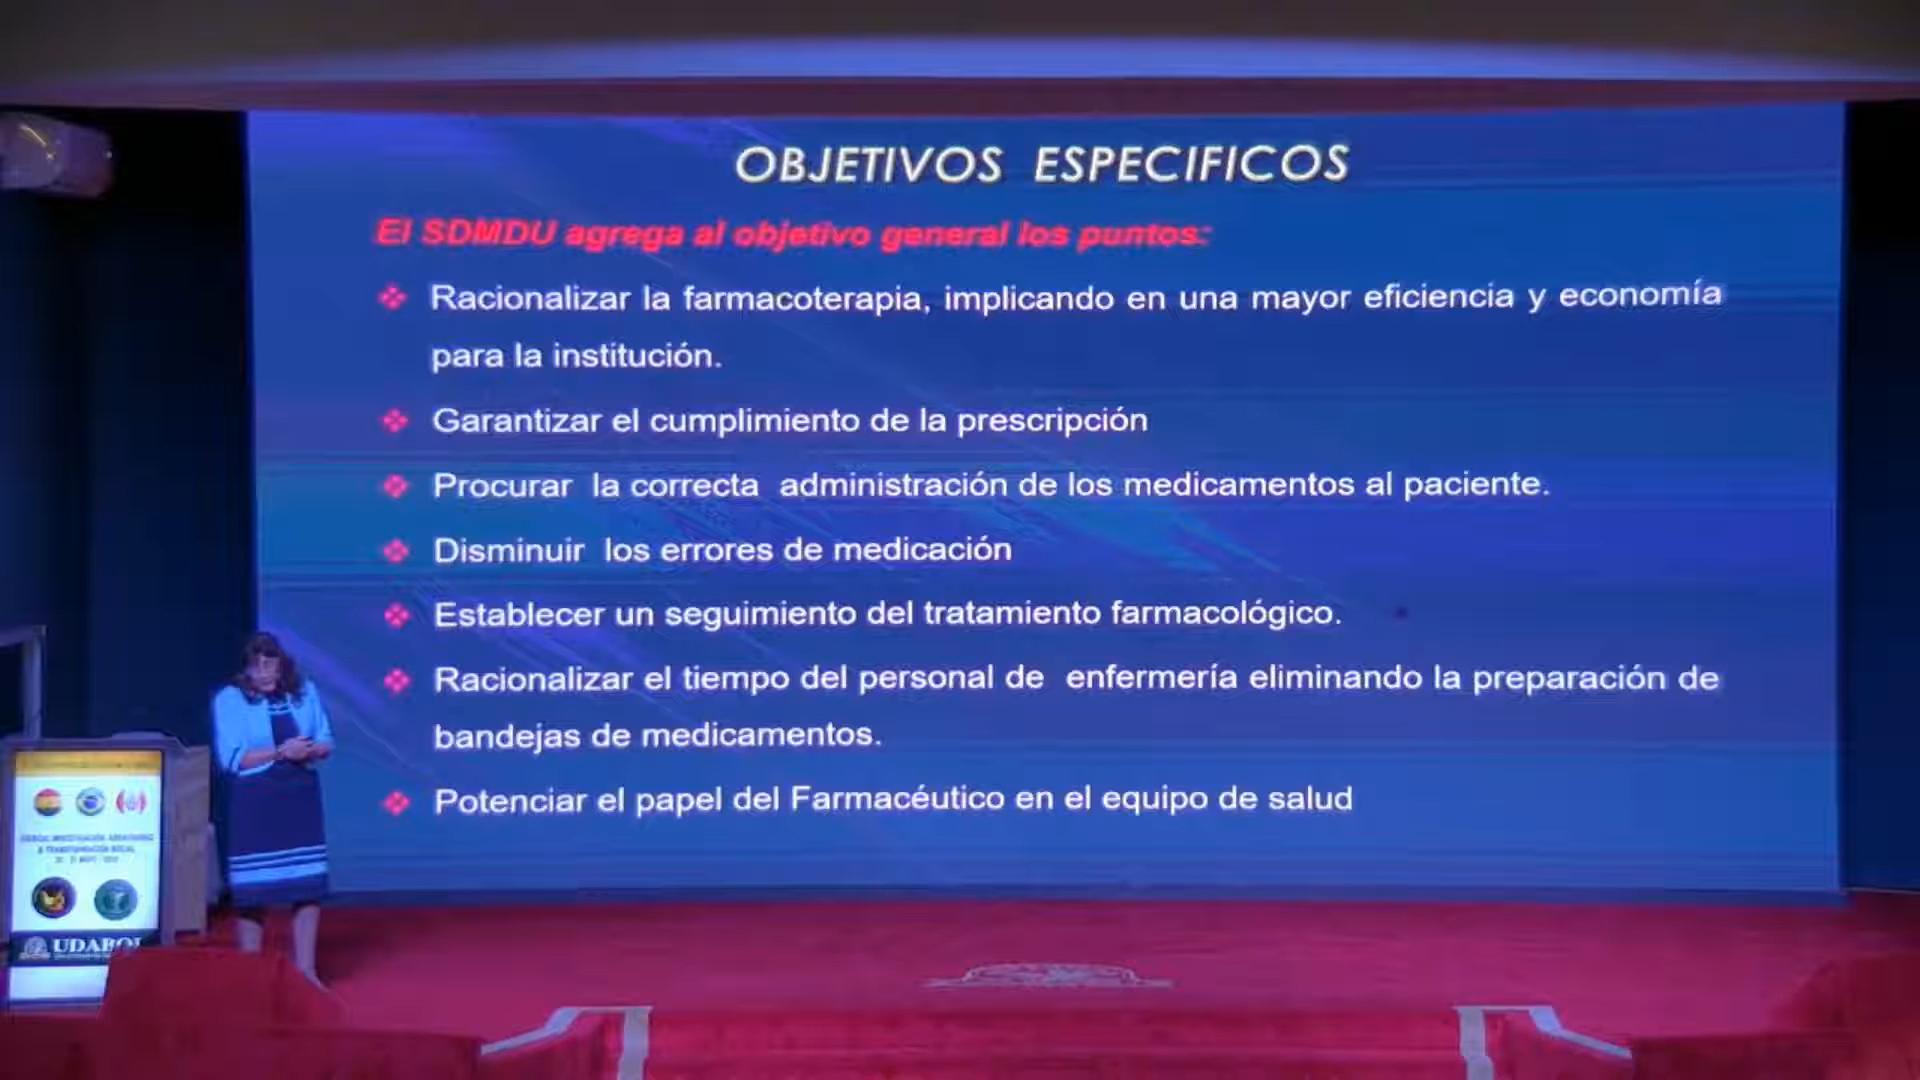 OBJETIVOS ESPECIFICOS
El SDMDU agrega al objetivo general los puntos:
Racionalizar la farmacoterapia, implicando en una mayor eficiencia y economía
para la institución.
Garantizar el cumplimiento de la prescripción
Procurar la correcta administración de los medicamentos al paciente.
Disminuir los errores de medicación
Establecer un seguimiento del tratamiento farmacológico.
Racionalizar el tiempo del personal de enfermería eliminando la preparación de
bandejas de medicamentos.
Potenciar el papel del Farmacéutico en el equipo de salud
UDABOL